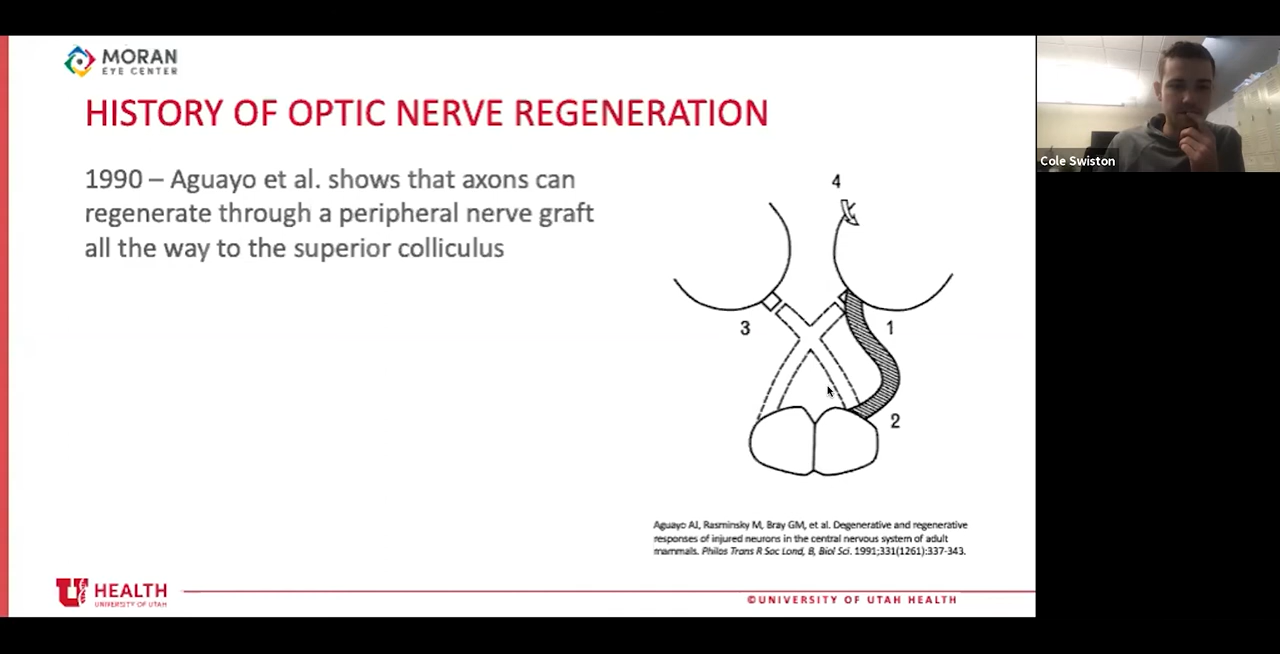 MORAN
EYE CENTER
HISTORY OF OPTIC NERVE REGENERATION
1990 – Aguayo et al. shows that axons can
regenerate through a peripheral nerve graft
all the way to the superior colliculus
4
3
1
2
Aguayo AJ, Rasminsky M, Bray GM, et al. Degenerative and regenerative
responses of injured neurons in the central nervous system of adult
mammals. Philos Trans R Soc Lond, B, Biol Sci. 1991;331(1261):337-343.
U HEALTH
UNIVERSITY OF UTAH
©UNIVERSITY OF UTAH HEALTH
Cole Swiston